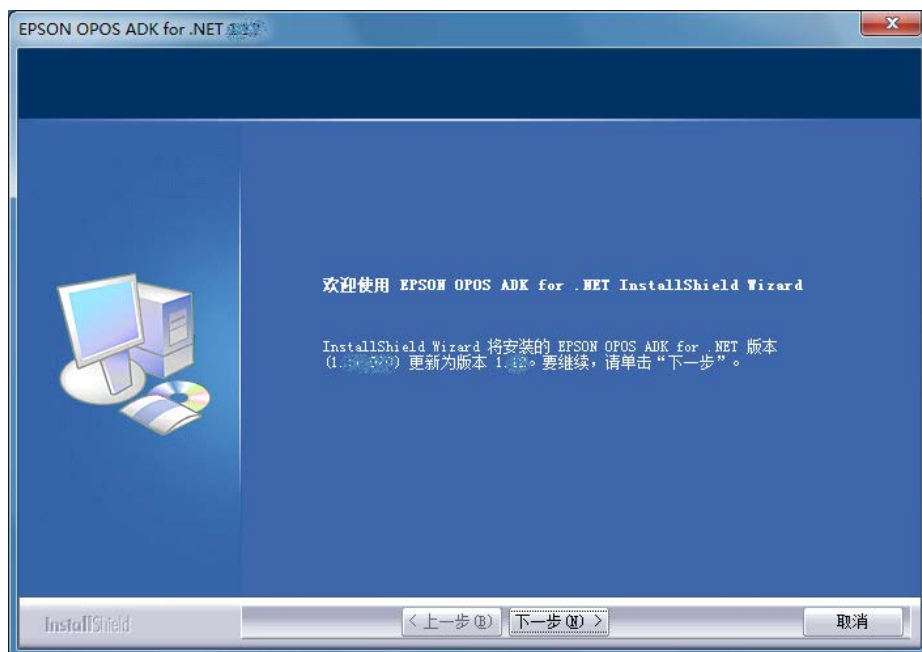 EPSON OPOS ADK for .NET
欢迎使用 EPSON OPOS ADK for .NET InstallShield Wizard
InstallShield Wizard 将安装的 EPSON OPOS ADK for .NET 版本
(1.) 更新为版本 1.。要继续，请单击“下一步”。
InstallShield
< 上一步(B)
下一步(N) >
取消